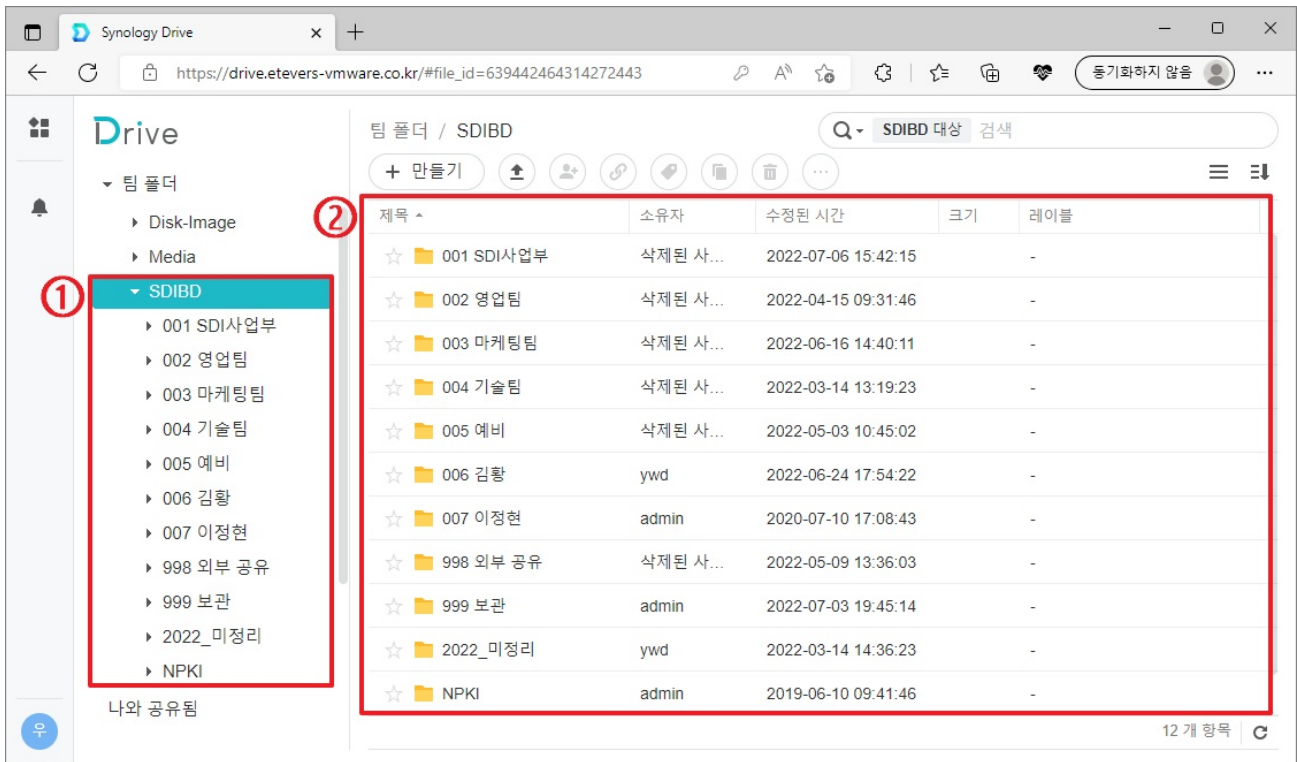 Synology Drive
https://drive.etevers-vmware.co.kr/#file_id=639442464314272443
동기화하지 않음
Drive
팀 폴더
Disk-Image
Media
①
SDIBD
001 SDI사업부
002 영업팀
003 마케팅팀
004 기술팀
005 예비
006 김황
007 이정현
998 외부 공유
999 보관
2022_미정리
NPKI
나와 공유됨
우
팀 폴더 / SDIBD
SDIBD 대상 검색
+ 만들기
②
제목 소유자 수정된 시간 크기 레이블
001 SDI사업부 삭제된 사... 2022-07-06 15:42:15 -
002 영업팀 삭제된 사... 2022-04-15 09:31:46 -
003 마케팅팀 삭제된 사... 2022-06-16 14:40:11 -
004 기술팀 삭제된 사... 2022-03-14 13:19:23 -
005 예비 삭제된 사... 2022-05-03 10:45:02 -
006 김황 ywd 2022-06-24 17:54:22 -
007 이정현 admin 2020-07-10 17:08:43 -
998 외부 공유 삭제된 사... 2022-05-09 13:36:03 -
999 보관 admin 2022-07-03 19:45:14 -
2022_미정리 ywd 2022-03-14 14:36:23 -
NPKI admin 2019-06-10 09:41:46 -
12 개 항목